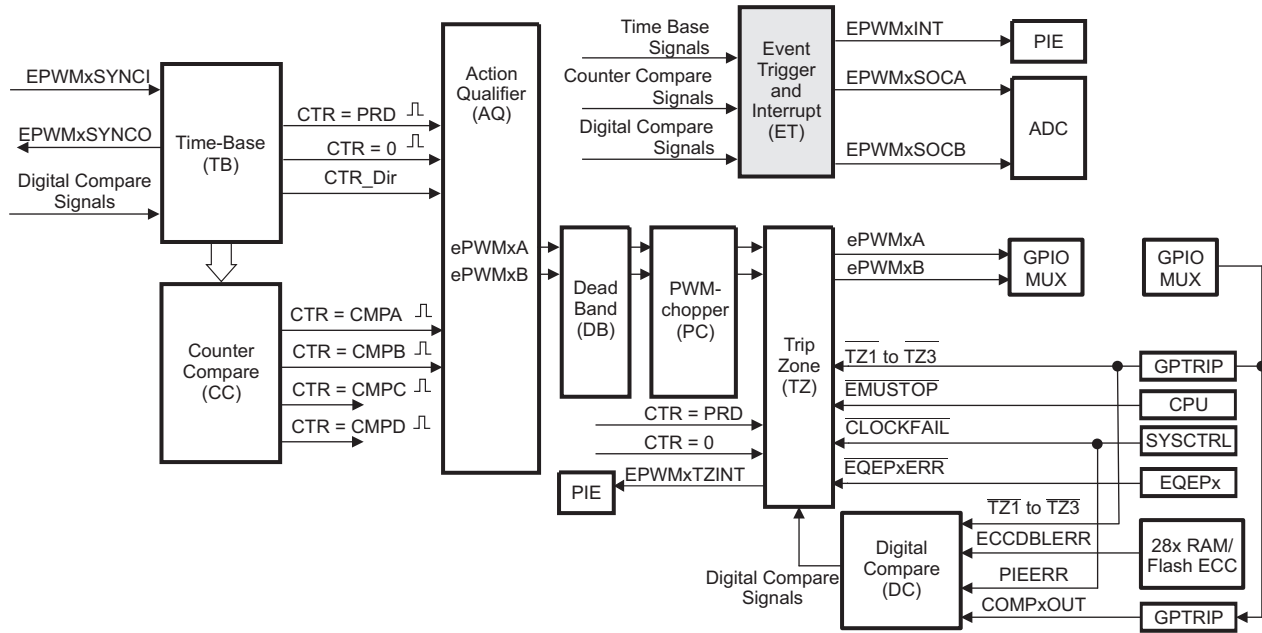 EPWMxSYNCI
EPWMxSYNCO
Digital Compare
Signals
Time-Base
(TB)
CTR = PRD
CTR = 0
CTR_Dir
Counter
Compare
(CC)
CTR = CMPA
CTR = CMPB
CTR = CMPC
CTR = CMPD
Action
Qualifier
(AQ)
ePWMxA
ePWMxB
Time Base
Signals
Counter Compare
Signals
Digital Compare
Signals
Event
Trigger
and
Interrupt
(ET)
EPWMxINT
EPWMxSOCA
EPWMxSOCB
PIE
ADC
Dead
Band
(DB)
PWM-
chopper
(PC)
Trip
Zone
(TZ)
CTR = PRD
CTR = 0
EPWMxTZINT
PIE
ePWMxA
ePWMxB
GPIO
MUX
GPIO
MUX
TZ1 to TZ3
GPTRIP
EMUSTOP
CPU
CLOCKFAIL
SYSCTRL
EQEPxERR
EQEPx
Digital Compare
Signals
Digital
Compare
(DC)
TZ1 to TZ3
ECCDBLERR
28x RAM/
Flash ECC
PIEERR
COMPxOUT
GPTRIP